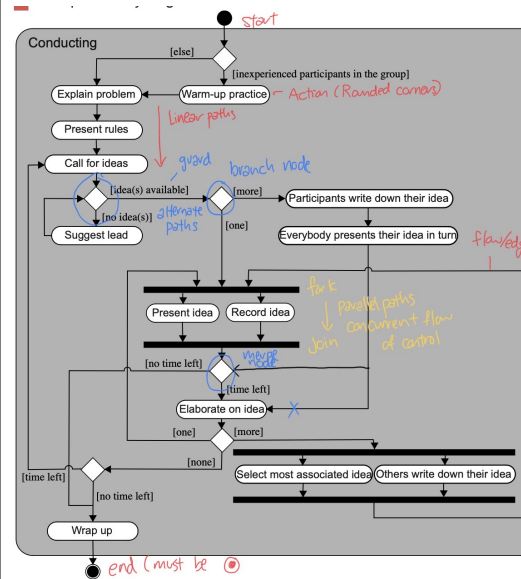 start
Conducting
[else]
[inexperienced participants in the group]
Explain problem
Warm-up practice
Action (Rounded corners)
Linear paths
Present rules
Call for ideas
guard
branch node
[idea(s) available]
[more]
Participants write down their idea
[no idea(s)]
alternate
paths
[one]
Suggest lead
Everybody presents their idea in turn
flow/edg
fork
Present idea
Record idea
parallel paths
concurrent flow
of control
Join
[no time left]
merge
node
[time left]
Elaborate on idea
X
[one]
[more]
[none]
Select most associated idea
Others write down their idea
[time left]
[no time left]
Wrap up
end (must be